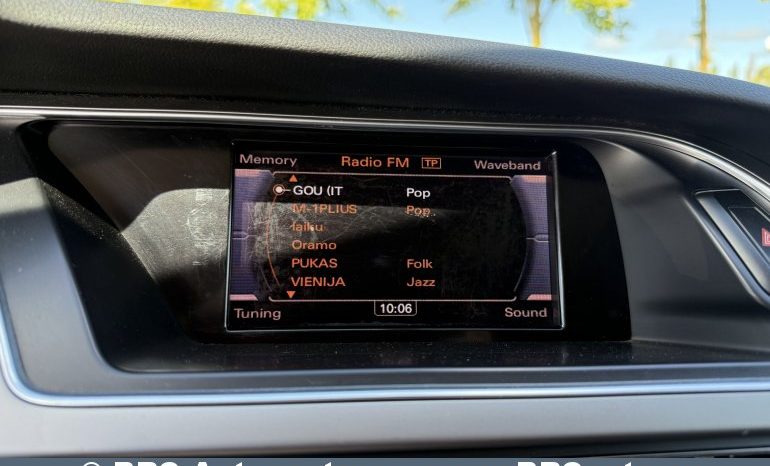 Memory Radio FM TP Waveband
GOU (IT Pop
M-1PLIUS Pop
laiku
Oramo
PUKAS Folk
VIENIJA Jazz
Tuning 10:06 Sound